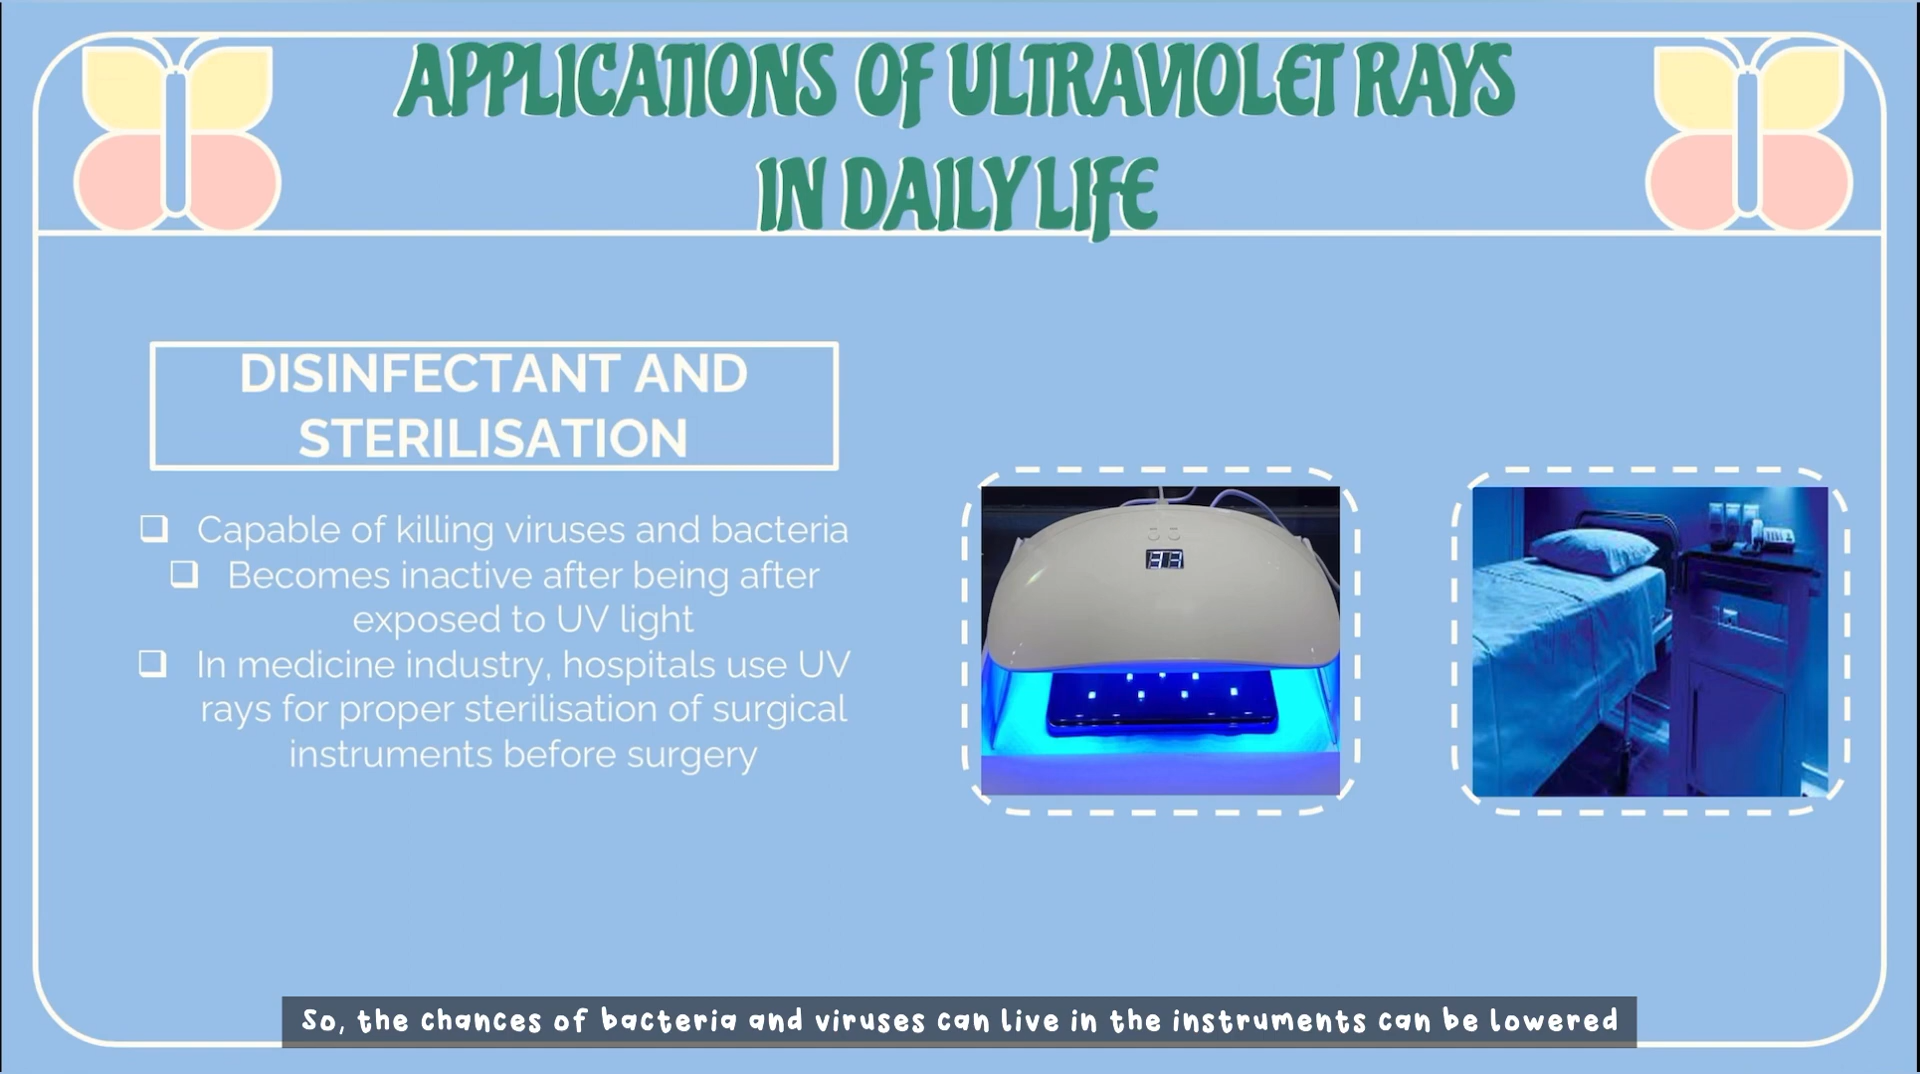 APPLICATIONS OF ULTRAVIOLET RAYS
IN DAILY LIFE
DISINFECTANT AND
STERILISATION
❑ Capable of killing viruses and bacteria
❑ Becomes inactive after being after
exposed to UV light
❑ In medicine industry, hospitals use UV
rays for proper sterilisation of surgical
instruments before surgery
So, the chances of bacteria and viruses can live in the instruments can be lowered